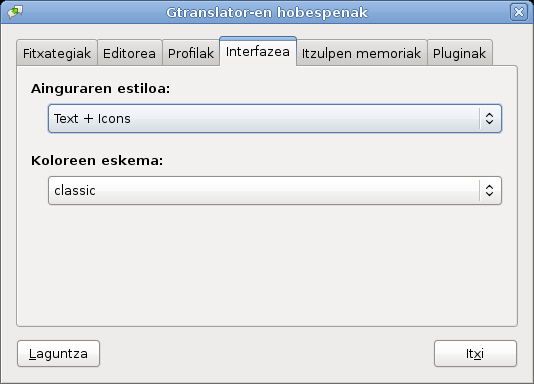 Gtranslator-en hobespenak
Fitxategiak Editorea Profilak Interfazea Itzulpen memoriak Pluginak
Ainguraren estiloa:
Text + Icons
Koloreen eskema:
classic
Laguntza Itxi